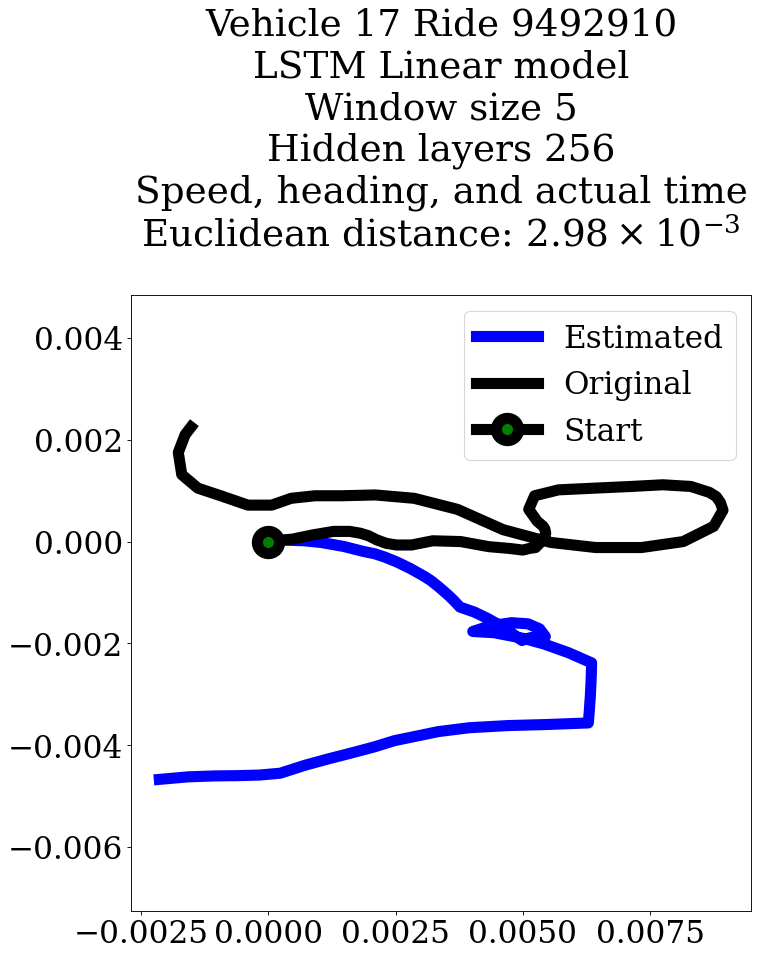 Vehicle 17 Ride 9492910
LSTM Linear model
Window size 5
Hidden layers 256
Speed, heading, and actual time
Euclidean distance: 2.98 × 10⁻³
Estimated
Original
Start
0.004
0.002
0.000
−0.002
−0.004
−0.006
−0.0025 0.0000 0.0025 0.0050 0.0075